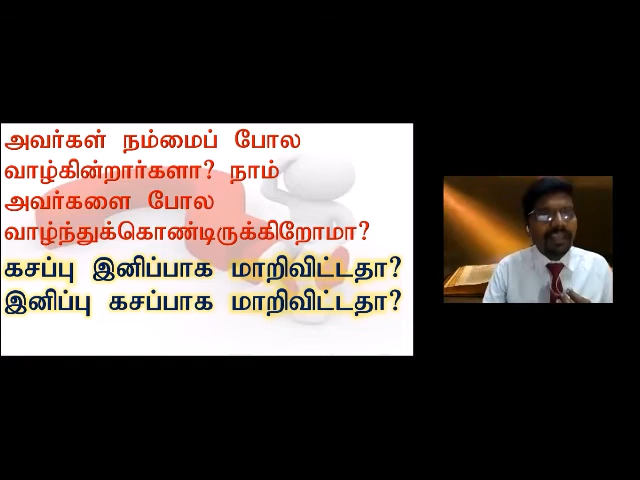 அவர்கள் நம்மைப் போல
வாழ்கின்றார்களா? நாம்
அவர்களை போல
வாழ்ந்துக்கொண்டிருக்கிறோமா?
கசப்பு இனிப்பாக மாறிவிட்டதா?
இனிப்பு கசப்பாக மாறிவிட்டதா?